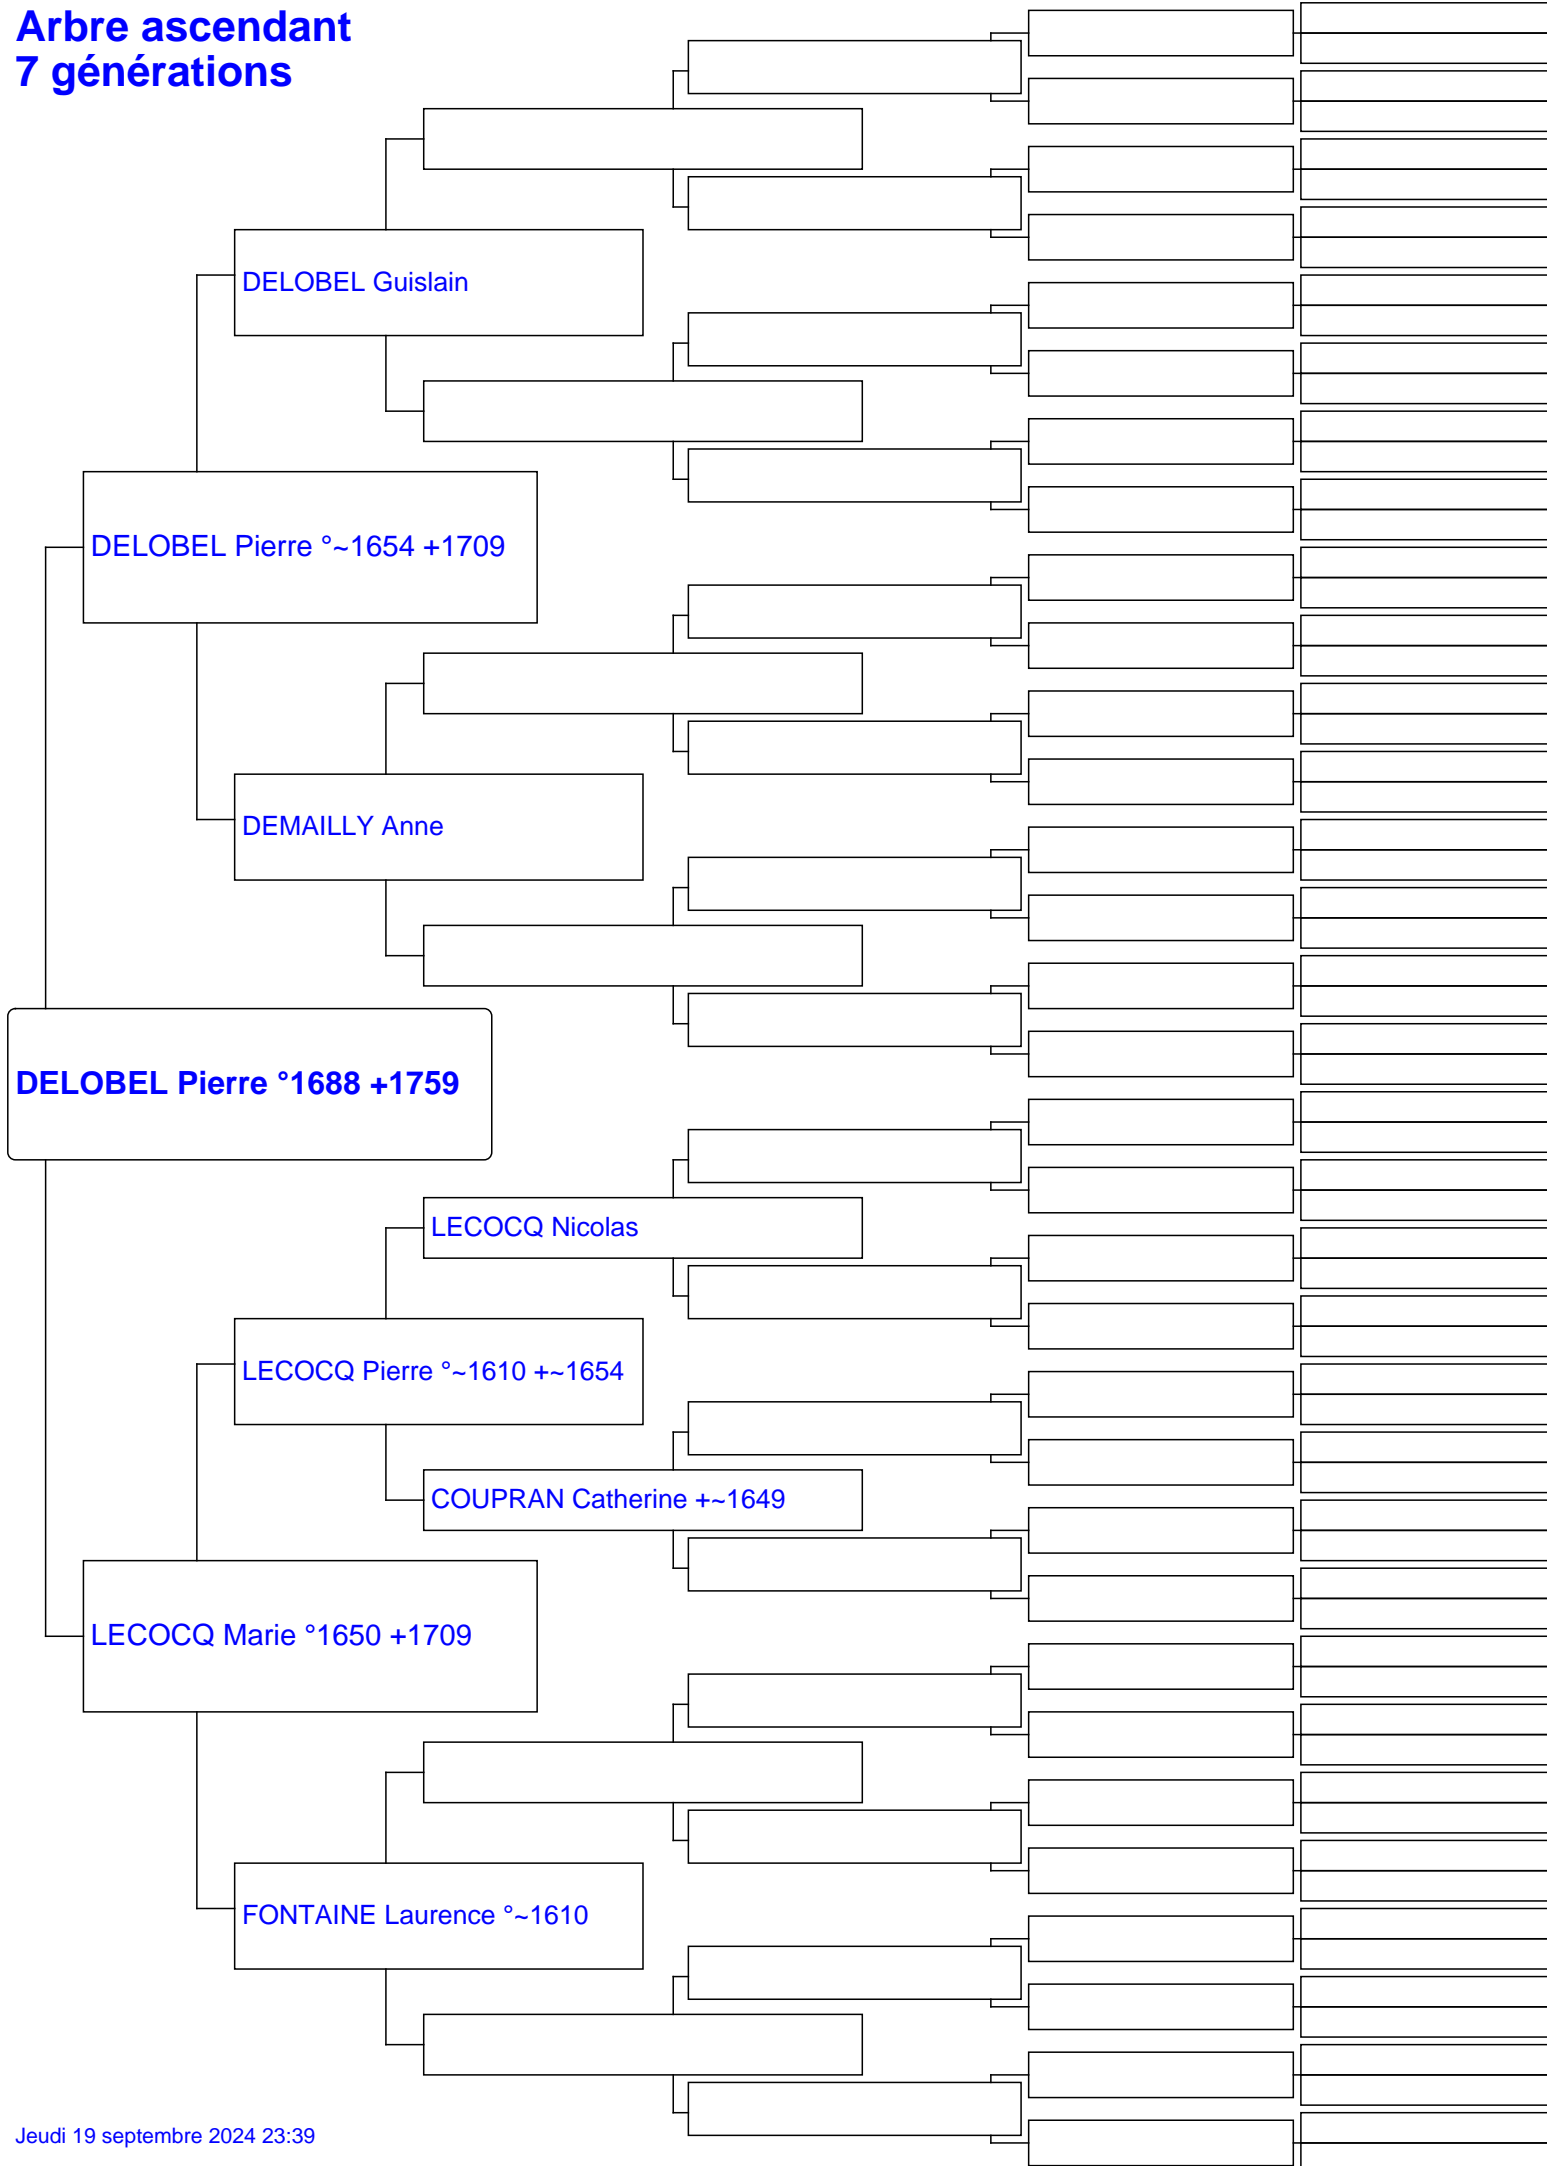 Arbre ascendant
7 générations
DELOBEL Guislain
DELOBEL Pierre °~1654 +1709
DEMAILLY Anne
DELOBEL Pierre °1688 +1759
LECOCQ Nicolas
LECOCQ Pierre °~1610 +~1654
COUPRAN Catherine +~1649
LECOCQ Marie °1650 +1709
FONTAINE Laurence °~1610
Jeudi 19 septembre 2024 23:39